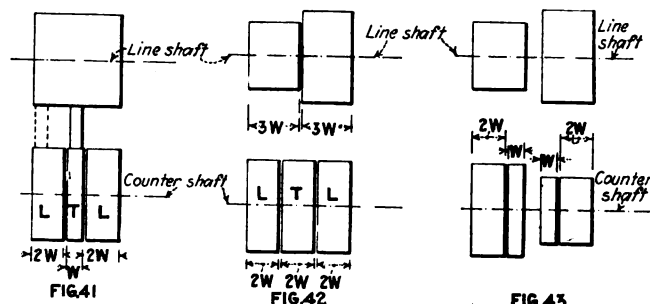 Line shaft
Line shaft
Line shaft
3W 3W
2W W W 2W
Counter shaft
Counter shaft
L T L
L T L
2W W 2W
2W 2W 2W
FIG.41
FIG.42
FIG.43